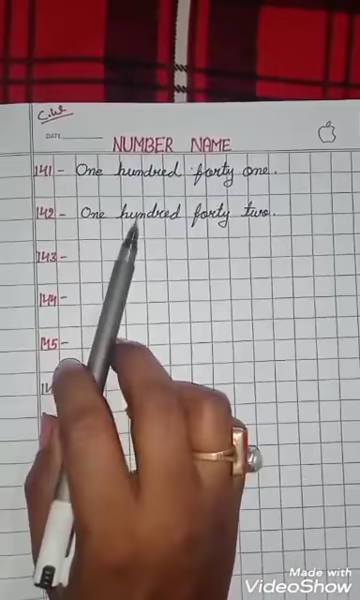 C.W
DATE
NUMBER NAME
141 - One hundred forty one.
142 - One hundred forty two.
143 -
144 -
145 -
Made with
VideoShow